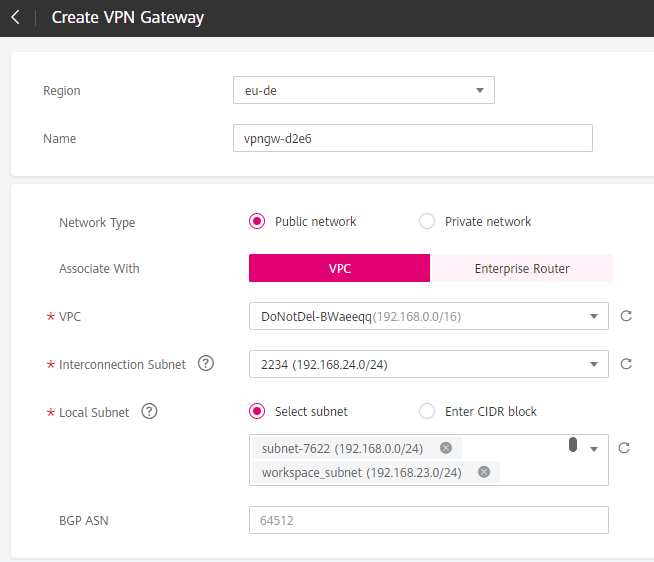 Create VPN Gateway
Region eu-de
Name vpngw-d2e6
Network Type Public network Private network
Associate With VPC Enterprise Router
* VPC DoNotDel-BWaeeqq(192.168.0.0/16)
* Interconnection Subnet ? 2234 (192.168.24.0/24)
* Local Subnet ? Select subnet Enter CIDR block
subnet-7622 (192.168.0.0/24)
workspace_subnet (192.168.23.0/24)
BGP ASN 64512